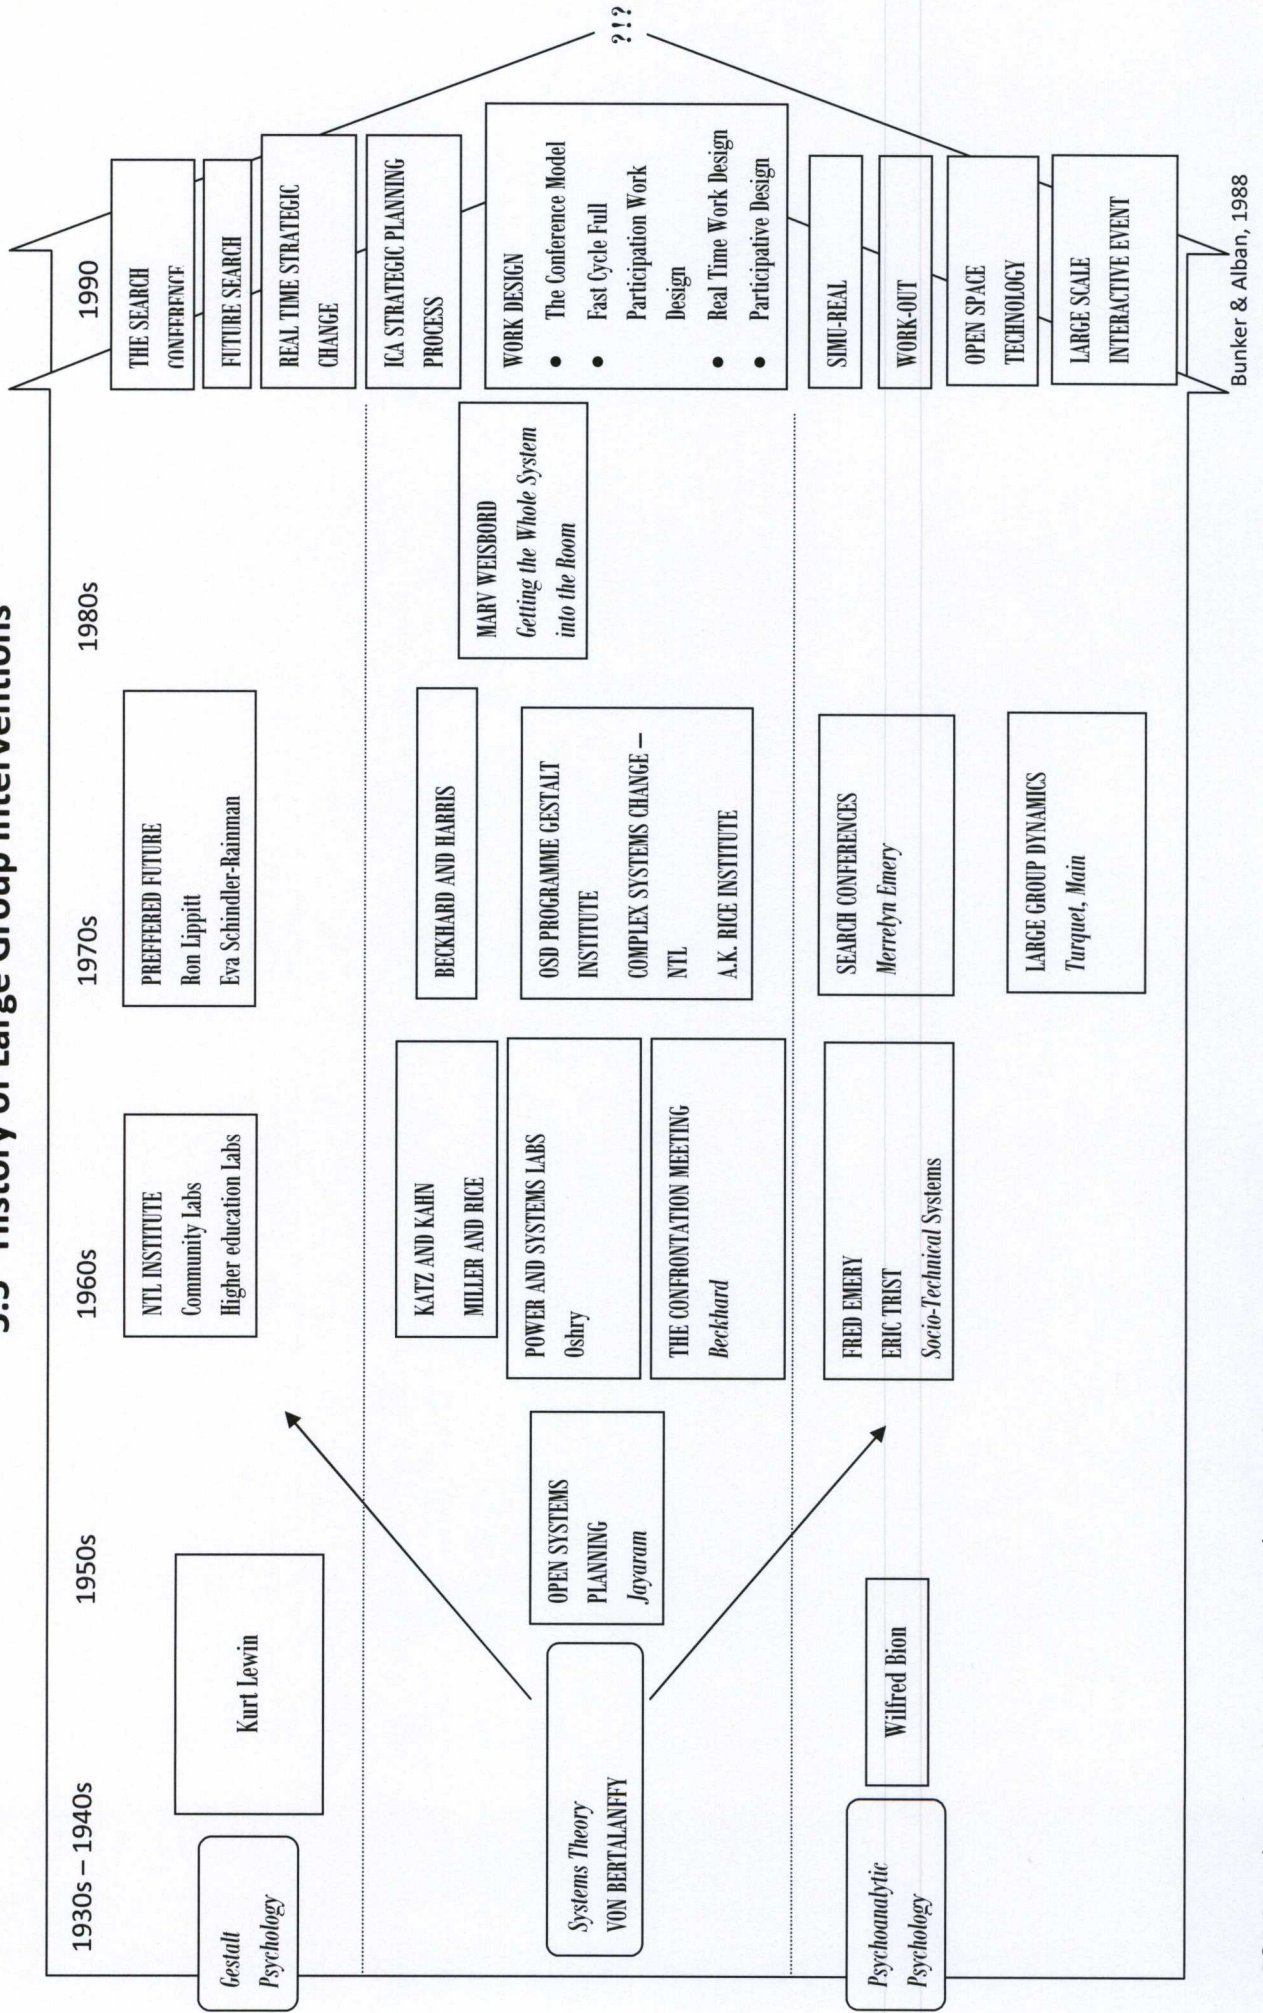 History of Large Group Interventions
1930s – 1940s
1950s
1960s
1970s
1980s
1990
Gestalt
Psychology
Kurt Lewin
NTL INSTITUTE
Community Labs
Higher education Labs
PREFFERED FUTURE
Ron Lippitt
Eva Schindler-Rainman
Systems Theory
VON BERTALANFFY
OPEN SYSTEMS
PLANNING
Jayaram
KATZ AND KAHN
MILLER AND RICE
POWER AND SYSTEMS LABS
Oshry
THE CONFRONTATION MEETING
Beckhard
BECKHARD AND HARRIS
OSD PROGRAMME GESTALT
INSTITUTE
COMPLEX SYSTEMS CHANGE –
NTL
A.K. RICE INSTITUTE
MARV WEISBORD
Getting the Whole System
into the Room
Psychoanalytic
Psychology
Wilfred Bion
FRED EMERY
ERIC TRIST
Socio-Technical Systems
SEARCH CONFERENCES
Merrelyn Emery
LARGE GROUP DYNAMICS
Turquet, Main
THE SEARCH
CONFERENCE
FUTURE SEARCH
REAL TIME STRATEGIC
CHANGE
ICA STRATEGIC PLANNING
PROCESS
WORK DESIGN
• The Conference Model
• Fast Cycle Full
Participation Work
Design
• Real Time Work Design
• Participative Design
SIMU-REAL
WORK-OUT
OPEN SPACE
TECHNOLOGY
LARGE SCALE
INTERACTIVE EVENT
?!?
Bunker & Alban, 1988